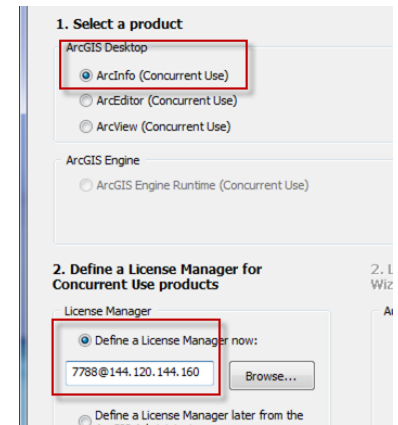 1. Select a product
ArcGIS Desktop
ArcInfo (Concurrent Use)
ArcEditor (Concurrent Use)
ArcView (Concurrent Use)
ArcGIS Engine
ArcGIS Engine Runtime (Concurrent Use)
2. Define a License Manager for
Concurrent Use products
2. L
Wiz
License Manager
A
Define a License Manager now:
7788@144.120.144.160
Browse...
Define a License Manager later from the